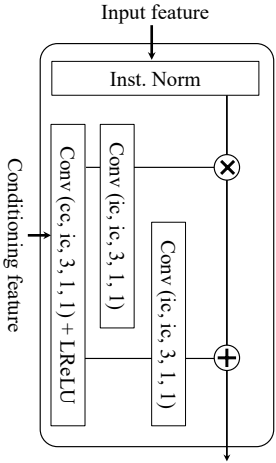 Input feature
Inst. Norm
Conditioning feature
Conv (cc, ic, 3, 1, 1) + LReLU
Conv (ic, ic, 3, 1, 1)
Conv (ic, ic, 3, 1, 1)